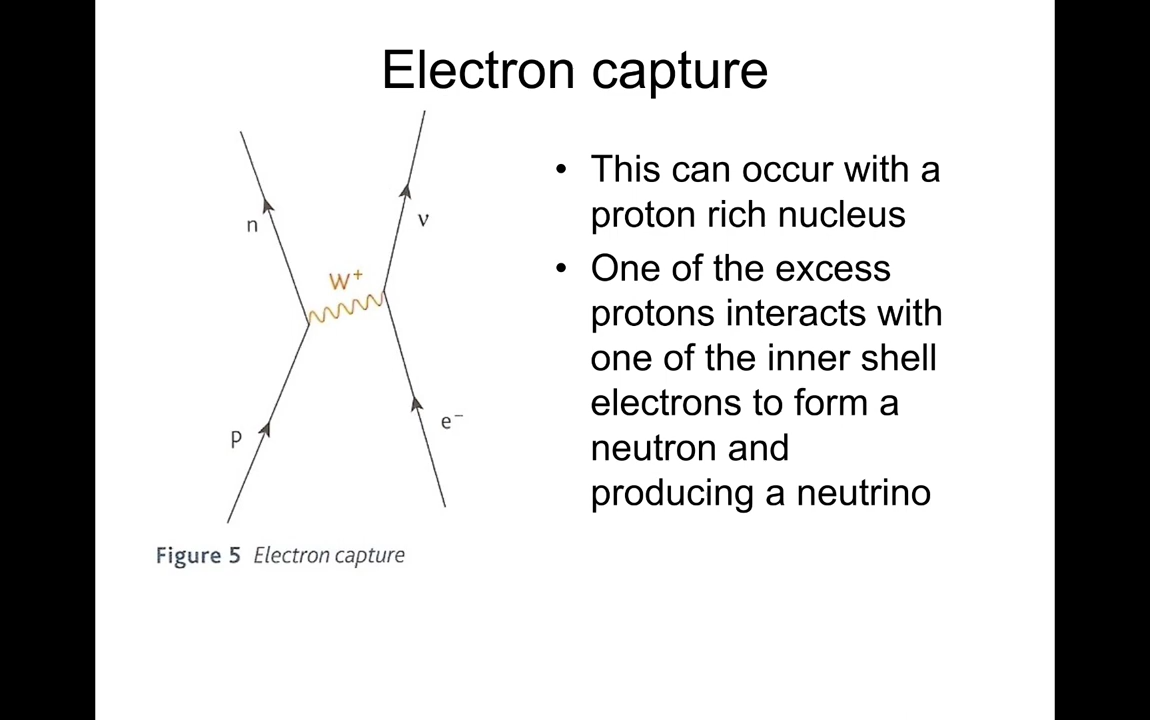 Electron capture
n
ν
W⁺
p
e⁻
Figure 5 Electron capture
• This can occur with a
proton rich nucleus
• One of the excess
protons interacts with
one of the inner shell
electrons to form a
neutron and
producing a neutrino